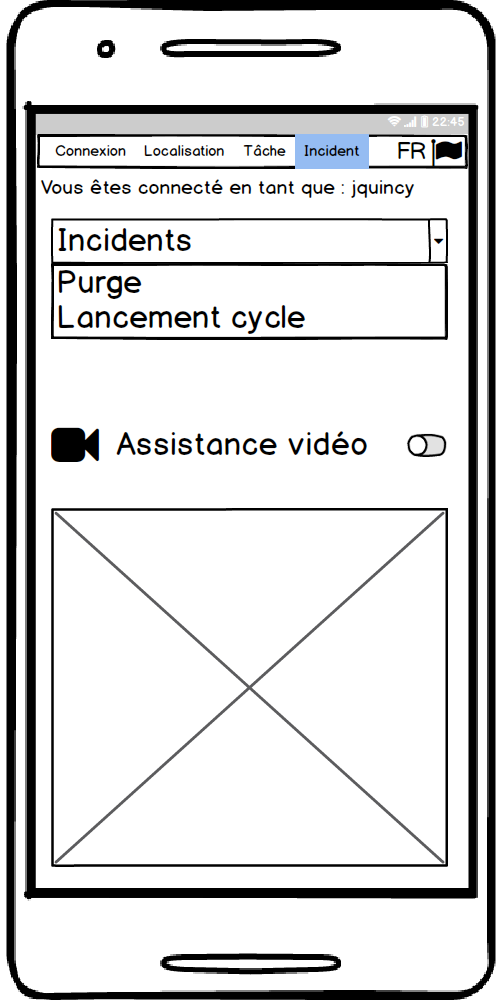 22:45
Connexion Localisation Tâche Incident FR
Vous êtes connecté en tant que : jquincy
Incidents
Purge
Lancement cycle
Assistance vidéo